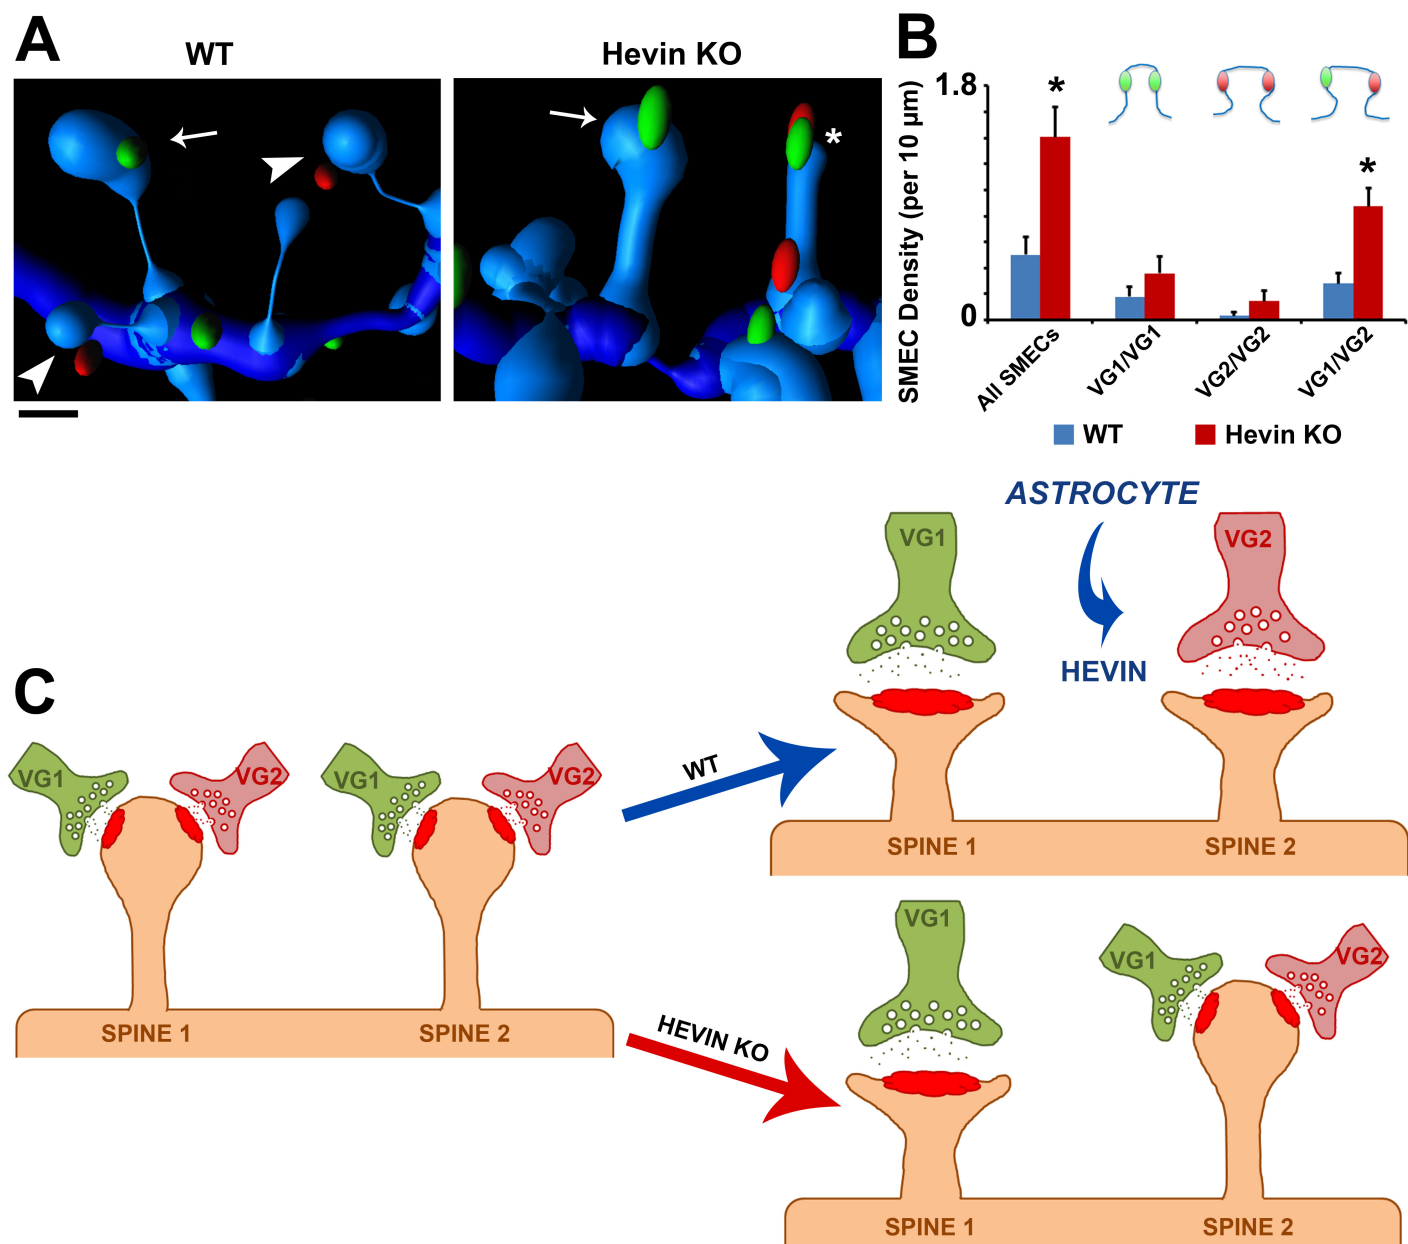 A
WT
Hevin KO
*
B
SMEC Density (per 10 µm)
1.8
0
*
*
All SMECs
VG1/VG1
VG2/VG2
VG1/VG2
WT
Hevin KO
C
VG1
VG2
VG1
VG2
SPINE 1
SPINE 2
WT
ASTROCYTE
HEVIN
VG1
VG2
SPINE 1
SPINE 2
HEVIN KO
VG1
VG1
VG2
SPINE 1
SPINE 2